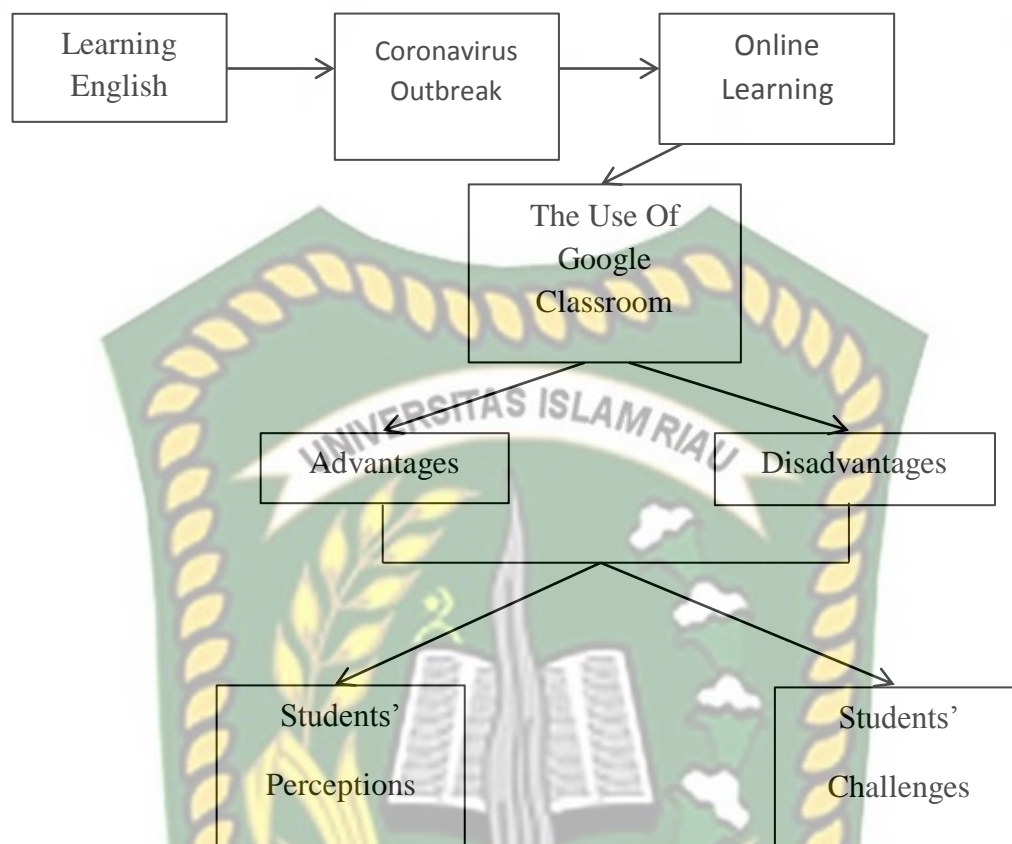 Learning
English
Coronavirus
Outbreak
Online
Learning
The Use Of
Google
Classroom
UNIVERSITAS ISLAM RIAU
Advantages
Disadvantages
Students’
Perceptions
Students’
Challenges